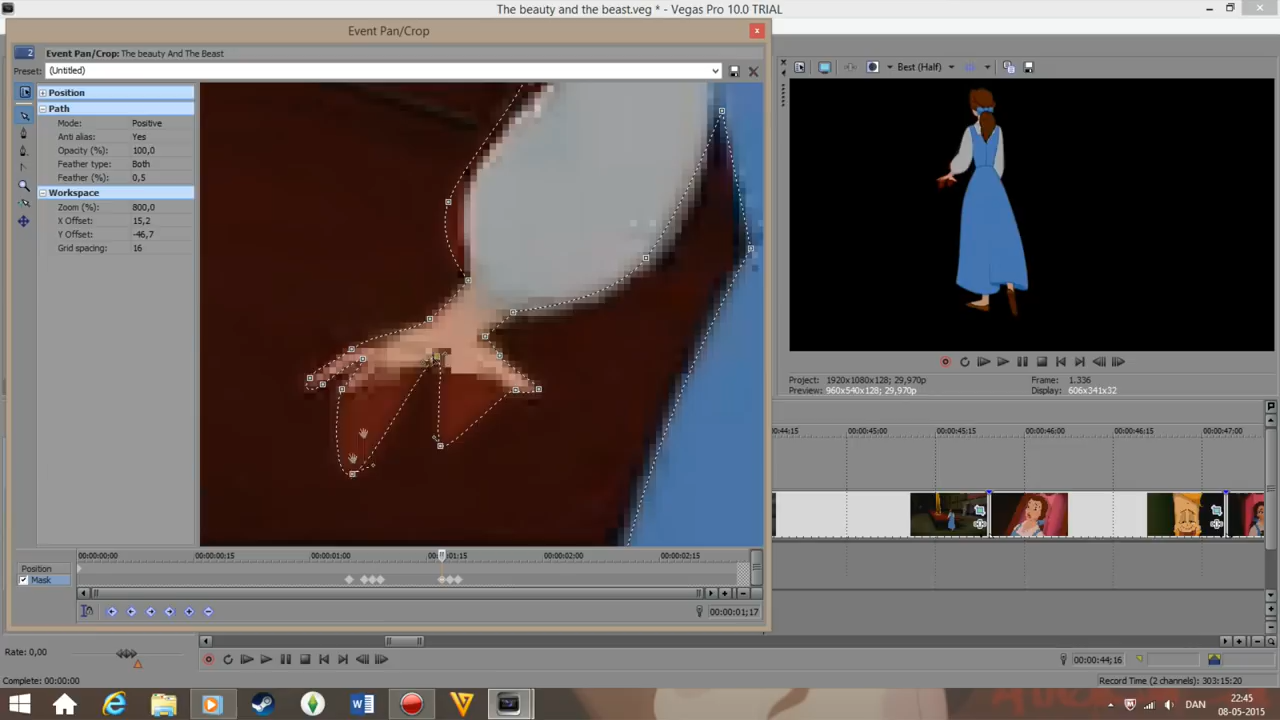 The beauty and the beast.veg * - Vegas Pro 10.0 TRIAL
Event Pan/Crop
2 Event Pan/Crop: The beauty And The Beast
Preset: (Untitled)
Position
Path
Mode: Positive
Anti alias: Yes
Opacity (%): 100,0
Feather type: Both
Feather (%): 0,5
Workspace
Zoom (%): 800,0
X Offset: 15,2
Y Offset: -46,7
Grid spacing: 16
Best (Half)
Project: 1920x1080x128; 29,970p
Frame: 1.336
Preview: 960x540x128; 29,970p
Display: 606x341x32
:44:15 00:00:45:00 00:00:45:15 00:00:46:00 00:00:46:15 00:00:47:00
00:00:00:00 00:00:00:15 00:00:01:00 00:00:01:15 00:00:02:00 00:00:02:15
Position
Mask
00:00:01;17
Rate: 0,00
00:00:44;16
Complete: 00:00:00
Record Time (2 channels): 303:15:20
DAN
22:45
08-05-2015